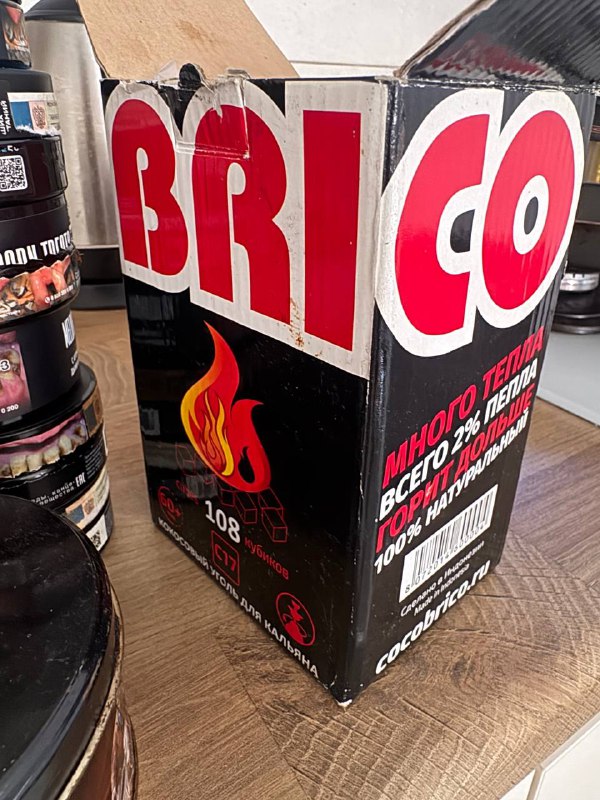 BRICO
60+
108
кубиков
C17
КОКОСОВЫЙ УГОЛЬ ДЛЯ КАЛЬЯНА
МНОГО ТЕПЛА
ВСЕГО 2% ПЕПЛА
ГОРИТ ДОЛЬШЕ
100% НАТУРАЛЬНЫЙ
Сделано в Индонезии
Made in Indonesia
cocobrico.ru